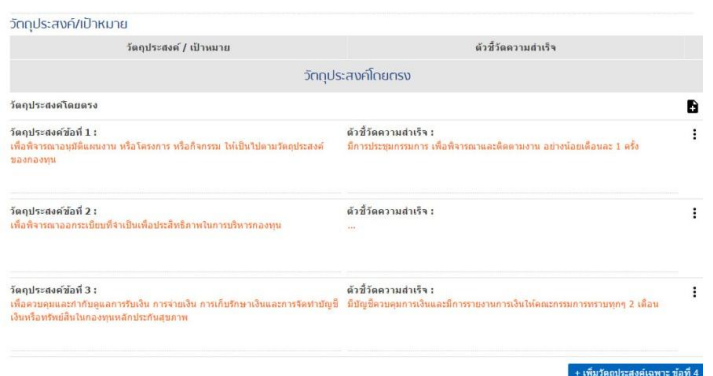 วัตถุประสงค์/เป้าหมาย
วัตถุประสงค์ / เป้าหมาย ตัวชี้วัดความสำเร็จ
วัตถุประสงค์โดยตรง
วัตถุประสงค์โดยตรง
วัตถุประสงค์ข้อที่ 1 : ตัวชี้วัดความสำเร็จ :
เพื่อพิจารณาอนุมัติแผนงาน หรือโครงการ หรือกิจกรรม ให้เป็นไปตามวัตถุประสงค์ มีการประชุมกรรมการ เพื่อพิจารณาและติดตามงาน อย่างน้อยเดือนละ 1 ครั้ง
ของกองทุน
วัตถุประสงค์ข้อที่ 2 : ตัวชี้วัดความสำเร็จ :
เพื่อพิจารณาออกระเบียบที่จำเป็นเพื่อประสิทธิภาพในการบริหารกองทุน ...
วัตถุประสงค์ข้อที่ 3 : ตัวชี้วัดความสำเร็จ :
เพื่อควบคุมและกำกับดูแลการรับเงิน การจ่ายเงิน การเก็บรักษาเงินและการจัดทำบัญชี มีบัญชีควบคุมการเงินและมีการรายงานการเงินให้คณะกรรมการทราบทุกๆ 2 เดือน
เงินหรือทรัพย์สินในกองทุนหลักประกันสุขภาพ
+ เพิ่มวัตถุประสงค์เฉพาะ ข้อที่ 4